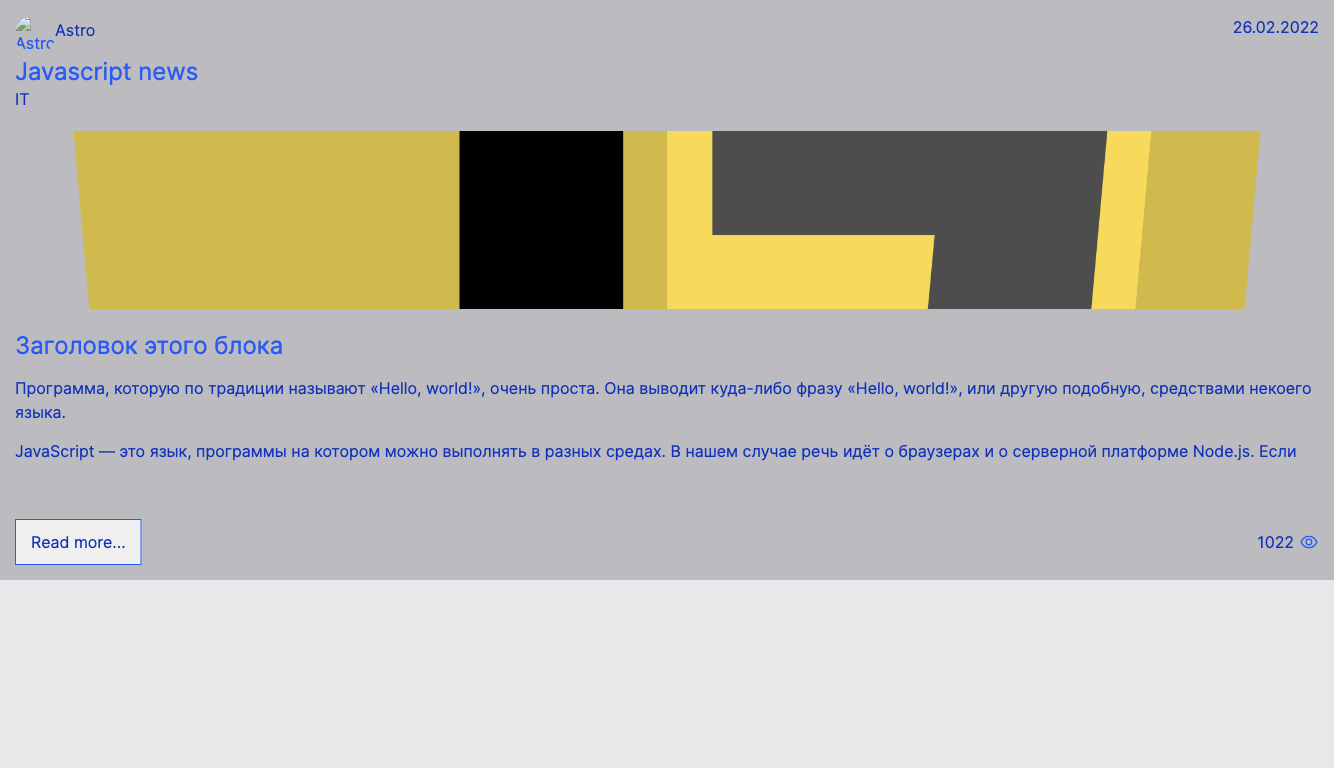 Astro
Astro
26.02.2022
Javascript news
IT
Заголовок этого блока
Программа, которую по традиции называют «Hello, world!», очень проста. Она выводит куда-либо фразу «Hello, world!», или другую подобную, средствами некоего
языка.
JavaScript — это язык, программы на котором можно выполнять в разных средах. В нашем случае речь идёт о браузерах и о серверной платформе Node.js. Если
Read more...
1022